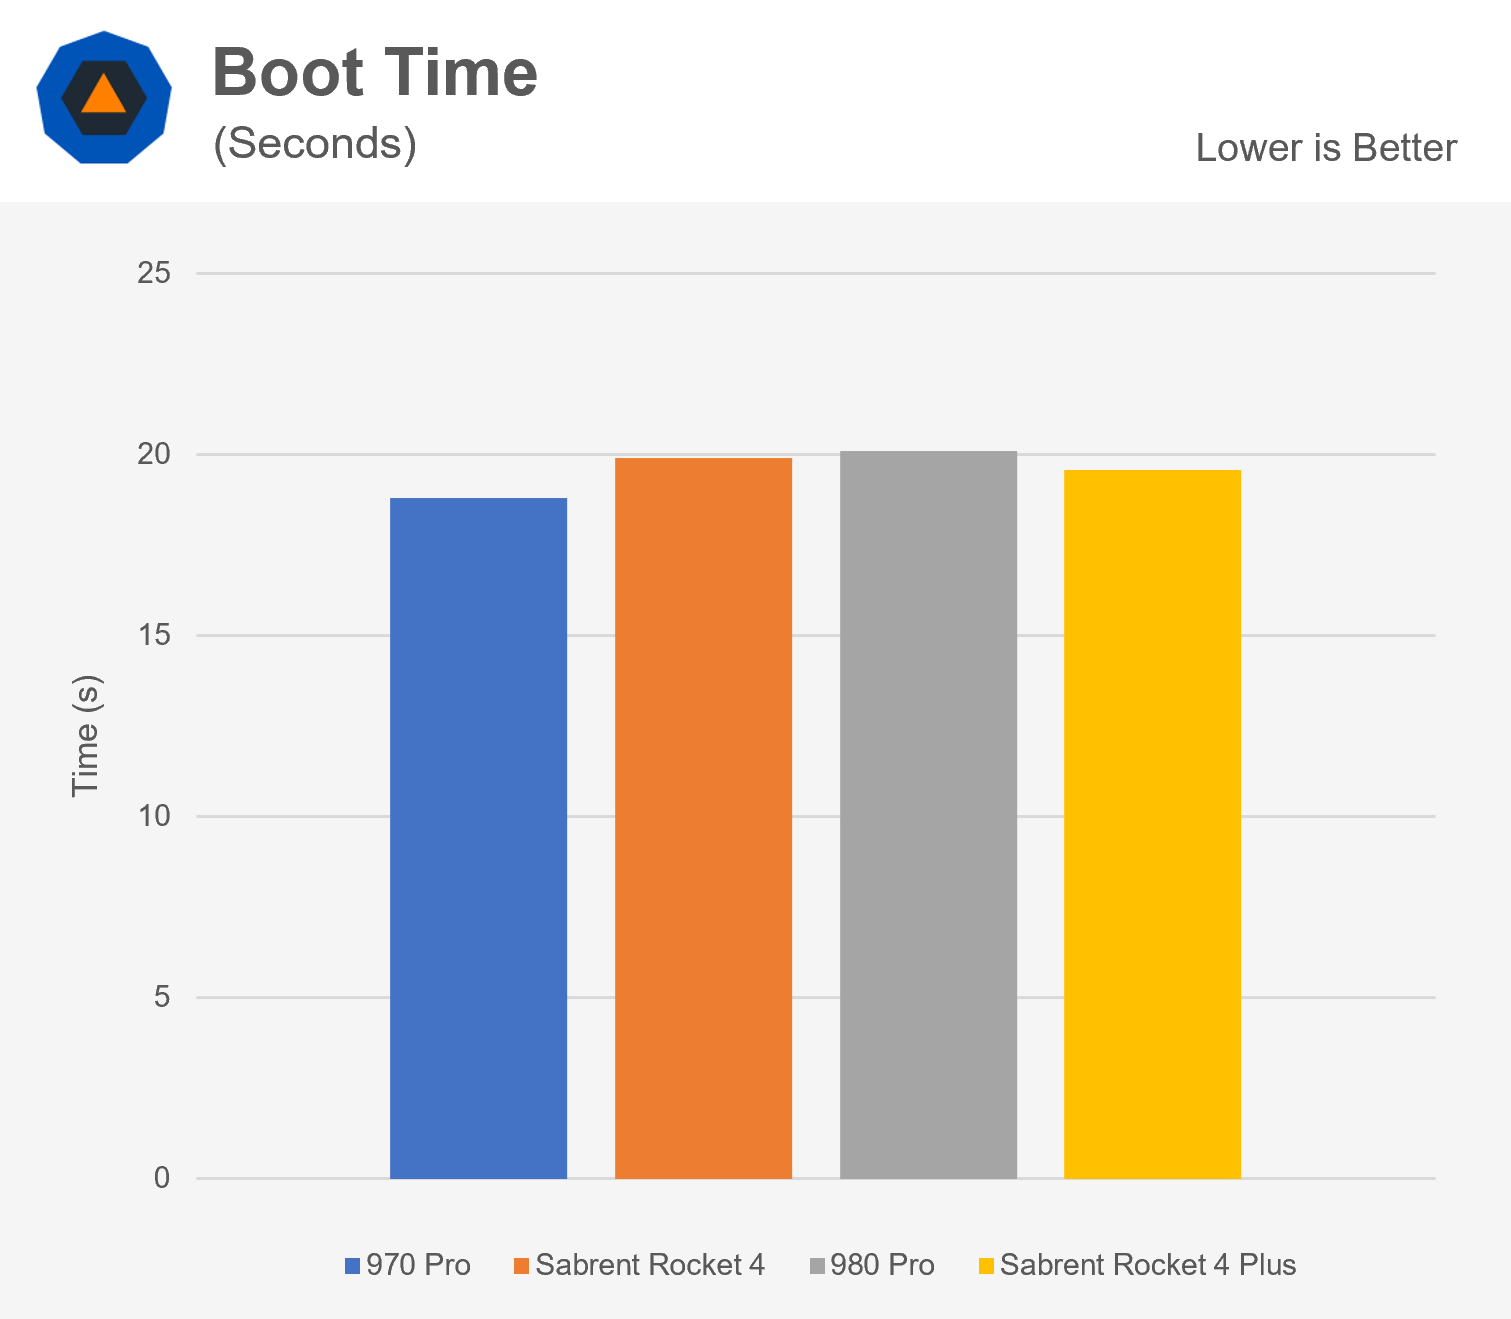 Boot Time
(Seconds)
Lower is Better
25
20
15
10
5
0
Time (s)
970 Pro
Sabrent Rocket 4
980 Pro
Sabrent Rocket 4 Plus